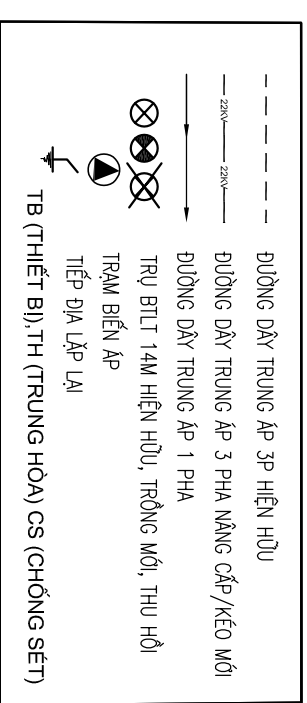 ĐƯỜNG DÂY TRUNG ÁP 3P HIỆN HỮU
22KV 22KV ĐƯỜNG DÂY TRUNG ÁP 3 PHA NÂNG CẤP/KÉO MỚI
ĐƯỜNG DÂY TRUNG ÁP 1 PHA
TRỤ BTLT 14M HIỆN HỮU, TRỒNG MỚI, THU HỒI
TRẠM BIẾN ÁP
TIẾP ĐỊA LẶP LẠI
TB (THIẾT BỊ),TH (TRUNG HÒA) CS (CHỐNG SÉT)